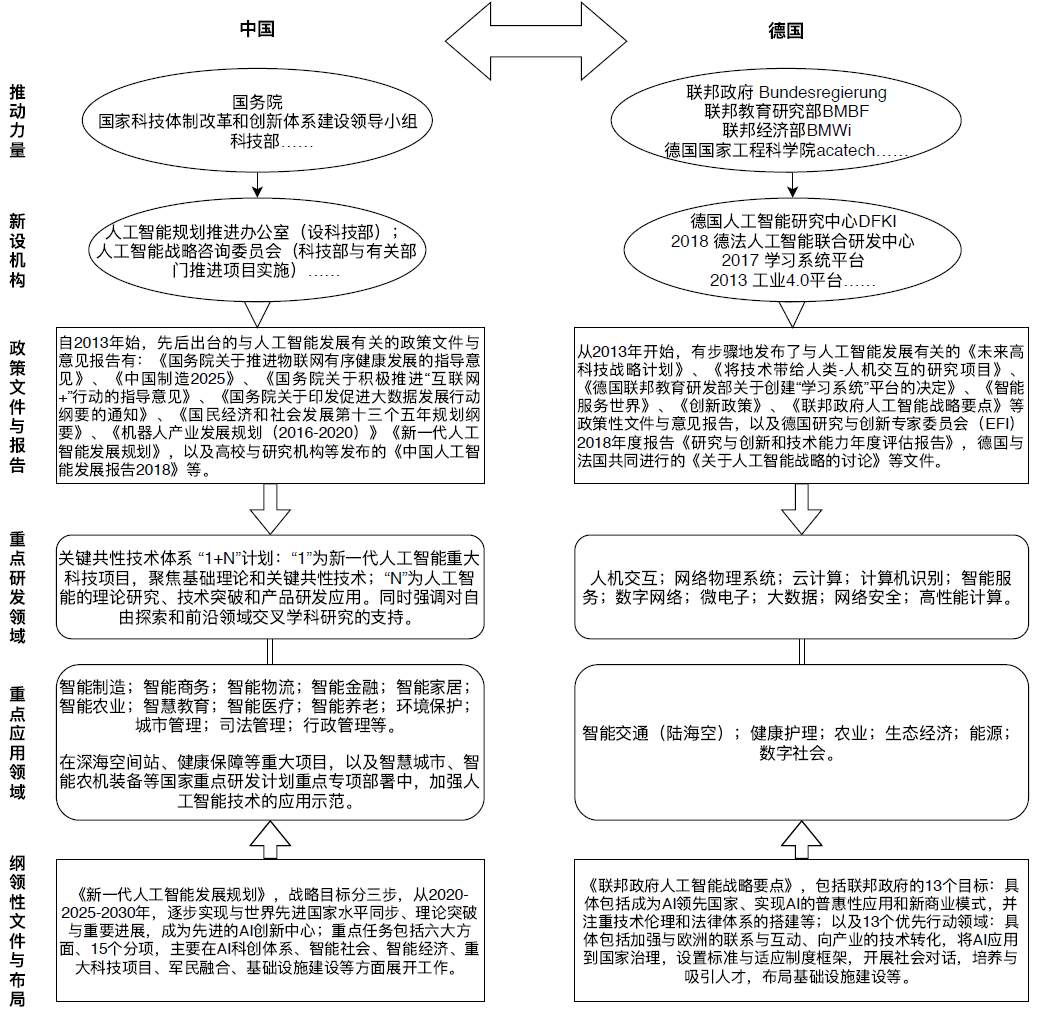 中国
德国
推动力量
国务院
国家科技体制改革和创新体系建设领导小组
科技部……
联邦政府 Bundesregierung
联邦教育研究部BMBF
联邦经济部BMWi
德国国家工程科学院acatech……
新设机构
人工智能规划推进办公室（设科技部）；
人工智能战略咨询委员会（科技部与有关部
门推进项目实施）……
德国人工智能研究中心DFKI
2018 德法人工智能联合研发中心
2017 学习系统平台
2013 工业4.0平台……
政策文件与报告
自2013年始，先后出台的与人工智能发展有关的政策文件与
意见报告有：《国务院关于推进物联网有序健康发展的指导意
见》、《中国制造2025》、《国务院关于积极推进“互联网
+”行动的指导意见》、《国务院关于印发促进大数据发展行动
纲要的通知》、《国民经济和社会发展第十三个五年规划纲
要》、《机器人产业发展规划（2016-2020）》《新一代人工
智能发展规划》，以及高校与研究机构等发布的《中国人工智
能发展报告2018》等。
从2013年开始，有步骤地发布了与人工智能发展有关的《未来高
科技战略计划》、《将技术带给人类-人机交互的研究项目》、
《德国联邦教育研发部关于创建“学习系统”平台的决定》、《智能
服务世界》、《创新政策》、《联邦政府人工智能战略要点》等
政策性文件与意见报告，以及德国研究与创新专家委员会（EFI）
2018年度报告《研究与创新和技术能力年度评估报告》，德国与
法国共同进行的《关于人工智能战略的讨论》等文件。
重点研发领域
关键共性技术体系 “1+N”计划：“1”为新一代人工智能重大
科技项目，聚焦基础理论和关键共性技术；“N”为人工智
能的理论研究、技术突破和产品研发应用。同时强调对自
由探索和前沿领域交叉学科研究的支持。
人机交互；网络物理系统；云计算；计算机识别；智能服
务；数字网络；微电子；大数据；网络安全；高性能计算。
重点应用领域
智能制造；智能商务；智能物流；智能金融；智能家居；
智能农业；智慧教育；智能医疗；智能养老；环境保护；
城市管理；司法管理；行政管理等。
在深海空间站、健康保障等重大项目，以及智慧城市、智
能农机装备等国家重点研发计划重点专项部署中，加强人
工智能技术的应用示范。
智能交通（陆海空）；健康护理；农业；生态经济；能源；
数字社会。
纲领性文件与布局
《新一代人工智能发展规划》，战略目标分三步，从2020-
2025-2030年，逐步实现与世界先进国家水平同步、理论突破
与重要进展，成为先进的AI创新中心；重点任务包括六大方
面、15个分项，主要在AI科创体系、智能社会、智能经济、重
大科技项目、军民融合、基础设施建设等方面展开工作。
《联邦政府人工智能战略要点》，包括联邦政府的13个目标：具
体包括成为AI领先国家、实现AI的普惠性应用和新商业模式，并
注重技术伦理和法律体系的搭建等；以及13个优先行动领域：具
体包括加强与欧洲的联系与互动、向产业的技术转化，将AI应用
到国家治理，设置标准与适应制度框架，开展社会对话，培养与
吸引人才，布局基础设施建设等。